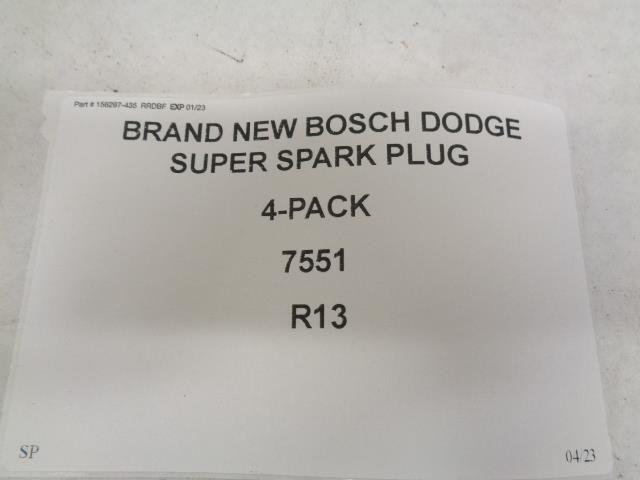 Part # 156297-435 RRDBF EXP 01/23
BRAND NEW BOSCH DODGE
SUPER SPARK PLUG
4-PACK
7551
R13
SP
04/23